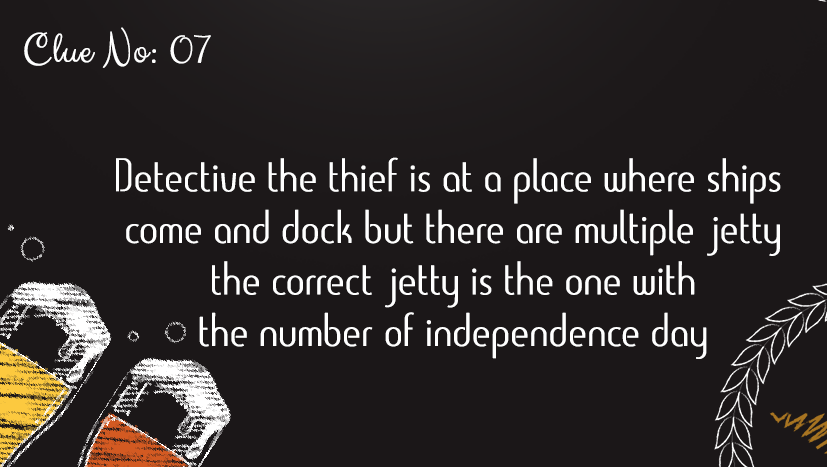 Clue No: 07
Detective the thief is at a place where ships
come and dock but there are multiple jetty
the correct jetty is the one with
the number of independence day